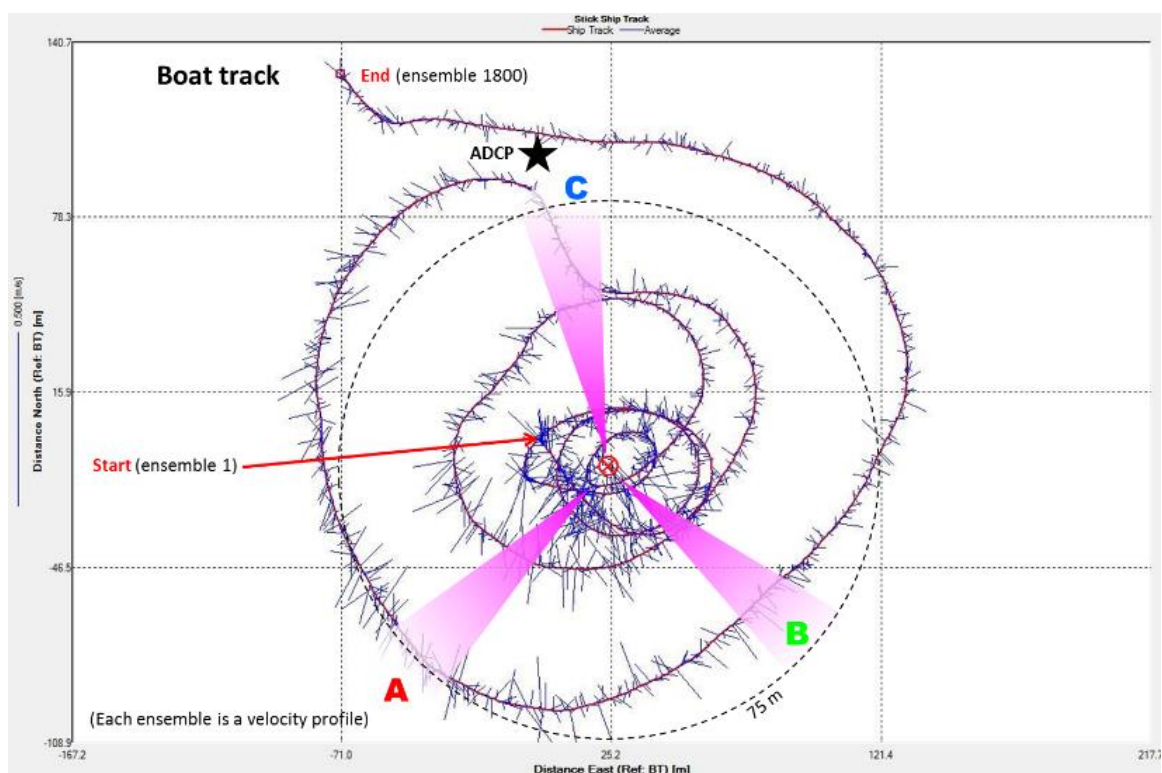 Stick Ship Track
Ship Track Average
140.7
Boat track
End (ensemble 1800)
ADCP
C
78.3
0.500 [m/s]
Distance North (Ref: BT) [m]
15.9
Start (ensemble 1)
-46.5
B
A
75 m
(Each ensemble is a velocity profile)
-108.9
-167.2 -71.0 25.2 121.4 217.7
Distance East (Ref: BT) [m]